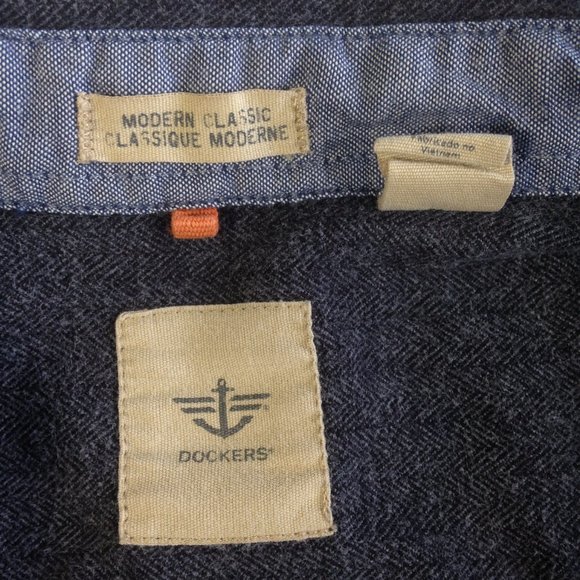 MODERN CLASSIC
CLASSIQUE MODERNE
Fabricado no
Vietnam
DOCKERS®